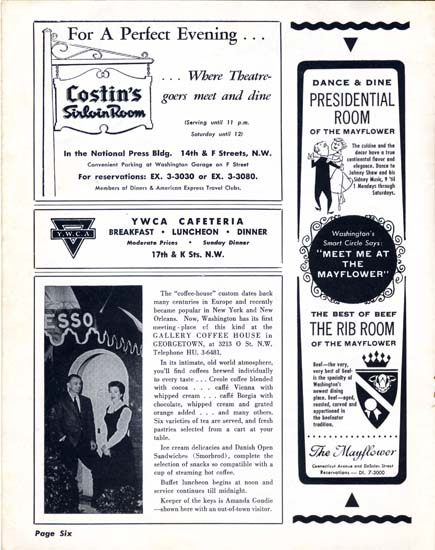 For A Perfect Evening . . .
Costin's
Sirloin Room
. . . Where Theatre-
goers meet and dine
(Serving until 11 p.m.
Saturday until 12)
In the National Press Bldg. 14th & F Streets, N.W.
Convenient Parking at Washington Garage on F Street
For reservations: EX. 3-3030 or EX. 3-3080.
Members of Diners & American Express Travel Clubs.
Y.W.C.A
YWCA CAFETERIA
BREAKFAST • LUNCHEON • DINNER
Moderate Prices • Sunday Dinner
17th & K Sts. N.W.
ESSO
The "coffee-house" custom dates back
many centuries in Europe and recently
became popular in New York and New
Orleans. Now, Washington has its first
meeting-place of this kind at the
GALLERY COFFEE HOUSE in
GEORGETOWN, at 3213 O St. N.W.
Telephone HU. 3-6481.
In its intimate, old world atmosphere,
you'll find coffees brewed individually
to every taste . . . Creole coffee blended
with cocoa . . . caffé Vienna with
whipped cream . . . caffé Borgia with
chocolate, whipped cream and grated
orange added . . . and many others.
Six varieties of tea are served, and fresh
pastries selected from a cart at your
table.
Ice cream delicacies and Danish Open
Sandwiches (Smorbrod), complete the
selection of snacks so compatible with a
cup of steaming hot coffee.
Buffet luncheon begins at noon and
service continues till midnight.
Keeper of the keys is Amanda Goudie
—shown here with an out-of-town visitor.
DANCE & DINE
PRESIDENTIAL
ROOM
OF THE MAYFLOWER
The cuisine and the
decor have a true
continental flavor and
elegance. Dance to
Johnny Shaw and his
Sidney Music, 9 'til
1 Mondays through
Saturdays.
Washington's
Smart Circle Says:
"MEET ME AT
THE
MAYFLOWER"
THE BEST OF BEEF
THE RIB ROOM
OF THE MAYFLOWER
Beef—the very,
very best of beef—
is the specialty of
Washington's
newest dining
place. Beef—aged,
roasted, carved and
apportioned in
the beefeater
tradition.
The Mayflower
Connecticut Avenue and DeSales Street
Reservations — DI. 7-3000
Page Six